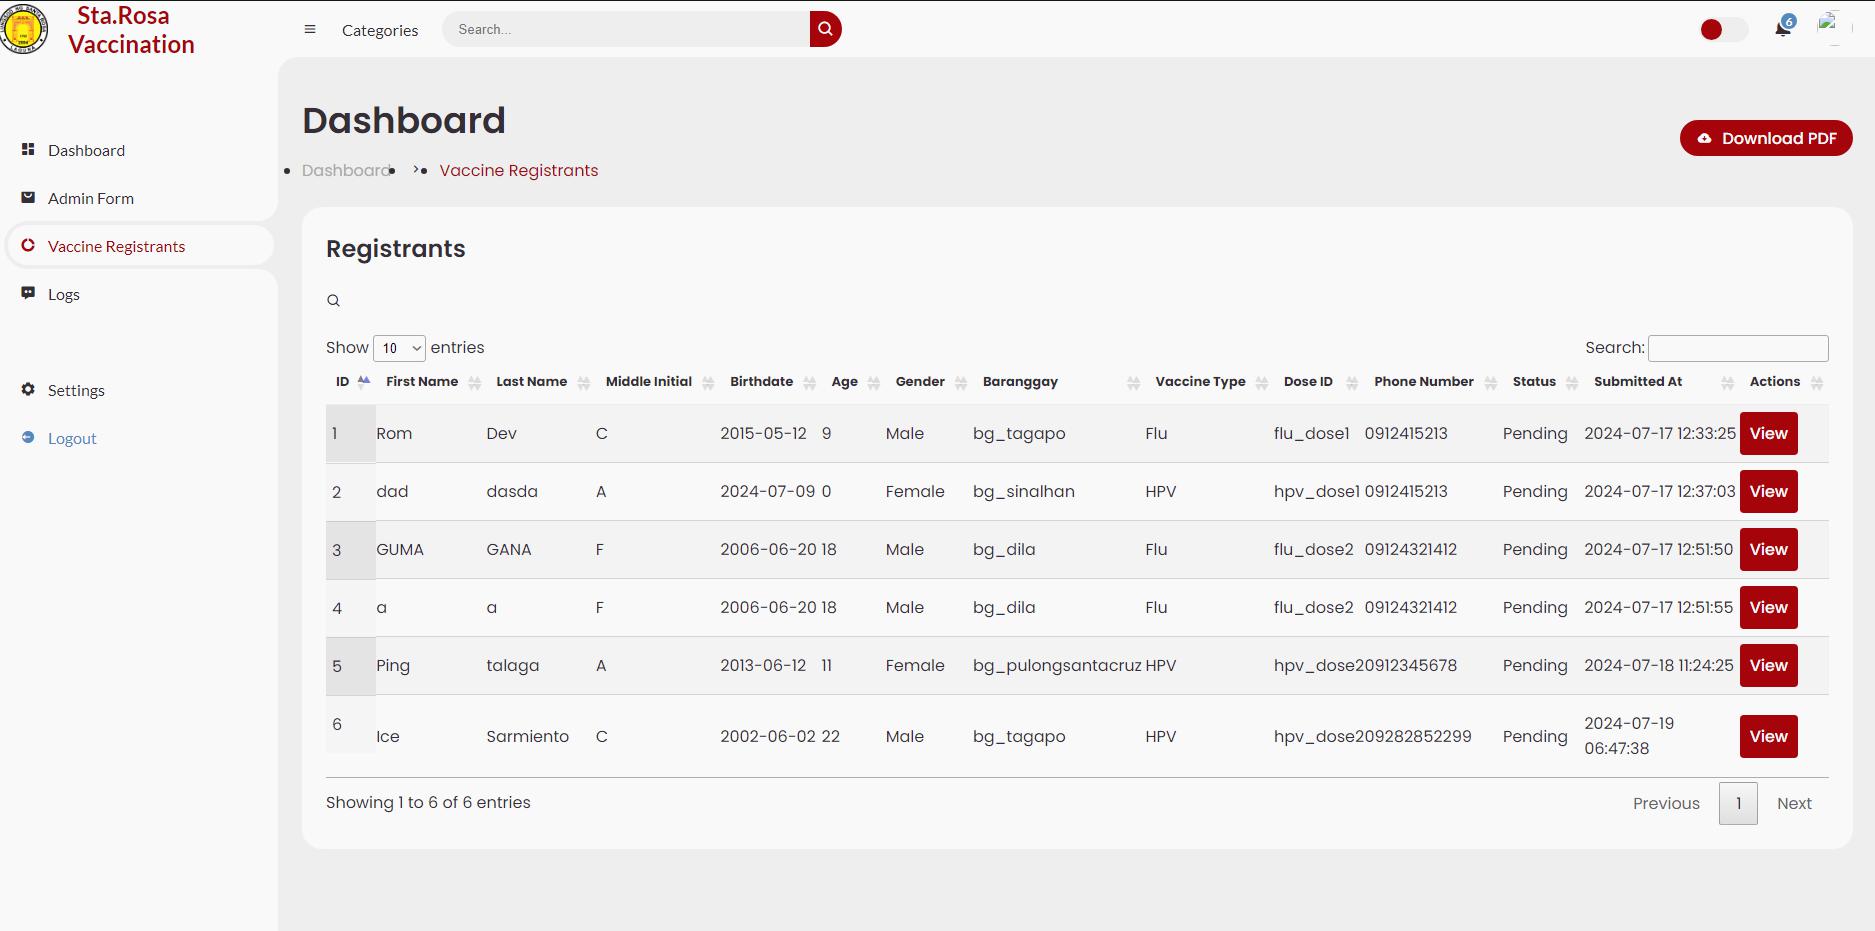 Sta.Rosa
Vaccination
Categories
Search...
6
Dashboard
Admin Form
Vaccine Registrants
Logs
Settings
Logout
Dashboard
Dashboard > Vaccine Registrants
Download PDF
Registrants
Show 10 entries
Search:
ID First Name Last Name Middle Initial Birthdate Age Gender Baranggay Vaccine Type Dose ID Phone Number Status Submitted At Actions
1 Rom Dev C 2015-05-12 9 Male bg_tagapo Flu flu_dose1 0912415213 Pending 2024-07-17 12:33:25 View
2 dad dasda A 2024-07-09 0 Female bg_sinalhan HPV hpv_dose1 0912415213 Pending 2024-07-17 12:37:03 View
3 GUMA GANA F 2006-06-20 18 Male bg_dila Flu flu_dose2 09124321412 Pending 2024-07-17 12:51:50 View
4 a a F 2006-06-20 18 Male bg_dila Flu flu_dose2 09124321412 Pending 2024-07-17 12:51:55 View
5 Ping talaga A 2013-06-12 11 Female bg_pulongsantacruz HPV hpv_dose2 0912345678 Pending 2024-07-18 11:24:25 View
6 Ice Sarmiento C 2002-06-02 22 Male bg_tagapo HPV hpv_dose2 09282852299 Pending 2024-07-19 06:47:38 View
Showing 1 to 6 of 6 entries
Previous 1 Next